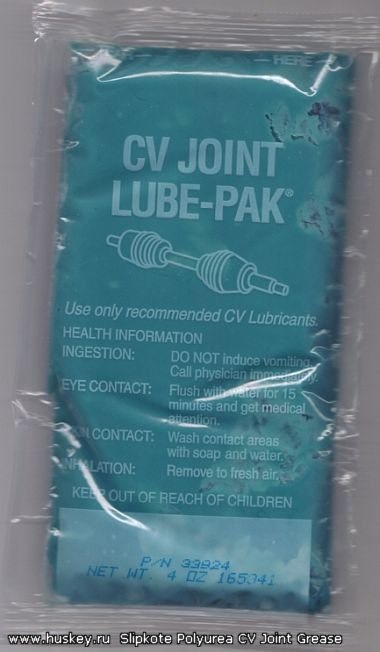 — HERE —
CV JOINT
LUBE-PAK®
Use only recommended CV Lubricants.
HEALTH INFORMATION
INGESTION: DO NOT induce vomiting.
Call physician immediately.
EYE CONTACT: Flush with water for 15
minutes and get medical
attention.
SKIN CONTACT: Wash contact areas
with soap and water.
INHALATION: Remove to fresh air.
KEEP OUT OF REACH OF CHILDREN
P/N 33924
NET WT. 4 OZ 165341
www.huskey.ru Slipkote Polyurea CV Joint Grease